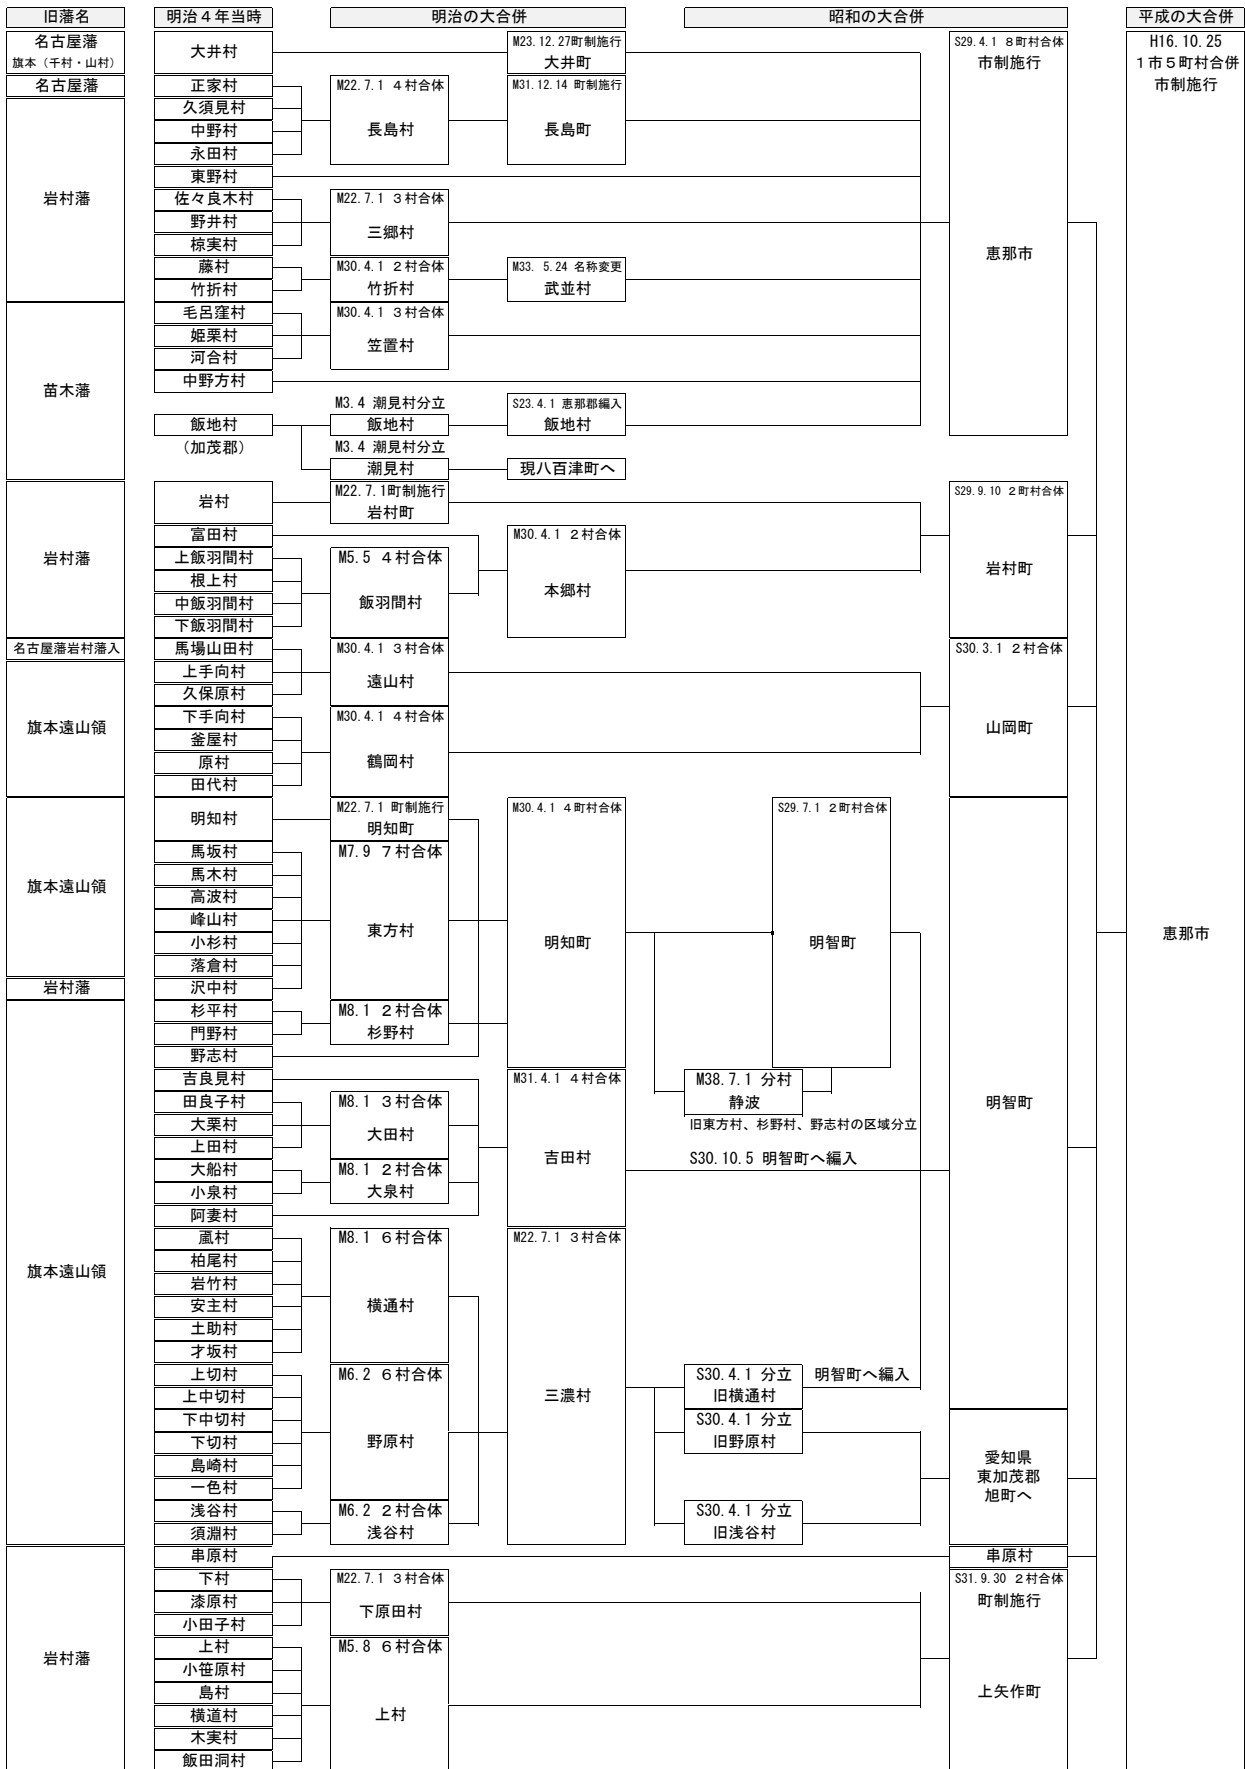 旧藩名
明治４年当時
明治の大合併
昭和の大合併
平成の大合併
名古屋藩
旗本（千村・山村）
名古屋藩
岩村藩
苗木藩
岩村藩
名古屋藩岩村藩入
旗本遠山領
旗本遠山領
岩村藩
旗本遠山領
岩村藩
大井村
正家村
久須見村
中野村
永田村
東野村
佐々良木村
野井村
椋実村
藤村
竹折村
毛呂窪村
姫栗村
河合村
中野方村
飯地村
（加茂郡）
岩村
富田村
上飯羽間村
根上村
中飯羽間村
下飯羽間村
馬場山田村
上手向村
久保原村
下手向村
釜屋村
原村
田代村
明知村
馬坂村
馬木村
高波村
峰山村
小杉村
落倉村
沢中村
杉平村
門野村
野志村
吉良見村
田良子村
大栗村
上田村
大船村
小泉村
阿妻村
颪村
柏尾村
岩竹村
安主村
土助村
才坂村
上切村
上中切村
下中切村
下切村
島崎村
一色村
浅谷村
須淵村
串原村
下村
漆原村
小田子村
上村
小笹原村
島村
横道村
木実村
飯田洞村
M22.7.1 ４村合体
長島村
M22.7.1 ３村合体
三郷村
M30.4.1 ２村合体
竹折村
M30.4.1 ３村合体
笠置村
M3.4 潮見村分立
飯地村
M3.4 潮見村分立
潮見村
M22.7.1町制施行
岩村町
M5.5 ４村合体
飯羽間村
M30.4.1 ３村合体
遠山村
M30.4.1 ４村合体
鶴岡村
M22.7.1 町制施行
明知町
M7.9 ７村合体
東方村
M8.1 ２村合体
杉野村
M8.1 ３村合体
大田村
M8.1 ２村合体
大泉村
M8.1 ６村合体
横通村
M6.2 ６村合体
野原村
M6.2 ２村合体
浅谷村
M22.7.1 ３村合体
下原田村
M5.8 ６村合体
上村
M23.12.27町制施行
大井町
M31.12.14 町制施行
長島町
M33. 5.24 名称変更
武並村
S23.4.1 恵那郡編入
飯地村
現八百津町へ
M30.4.1 ２村合体
本郷村
M30.4.1 ４町村合体
明知町
M31.4.1 ４村合体
吉田村
M22.7.1 ３村合体
三濃村
S29.7.1 ２町村合体
明智町
M38.7.1 分村
静波
旧東方村、杉野村、野志村の区域分立
S30.10.5 明智町へ編入
S30.4.1 分立
旧横通村
明智町へ編入
S30.4.1 分立
旧野原村
S30.4.1 分立
旧浅谷村
S29.4.1 ８町村合体
市制施行
恵那市
S29.9.10 ２町村合体
岩村町
S30.3.1 ２村合体
山岡町
明智町
愛知県
東加茂郡
旭町へ
串原村
S31.9.30 ２村合体
町制施行
上矢作町
H16.10.25
１市５町村合併
市制施行
恵那市